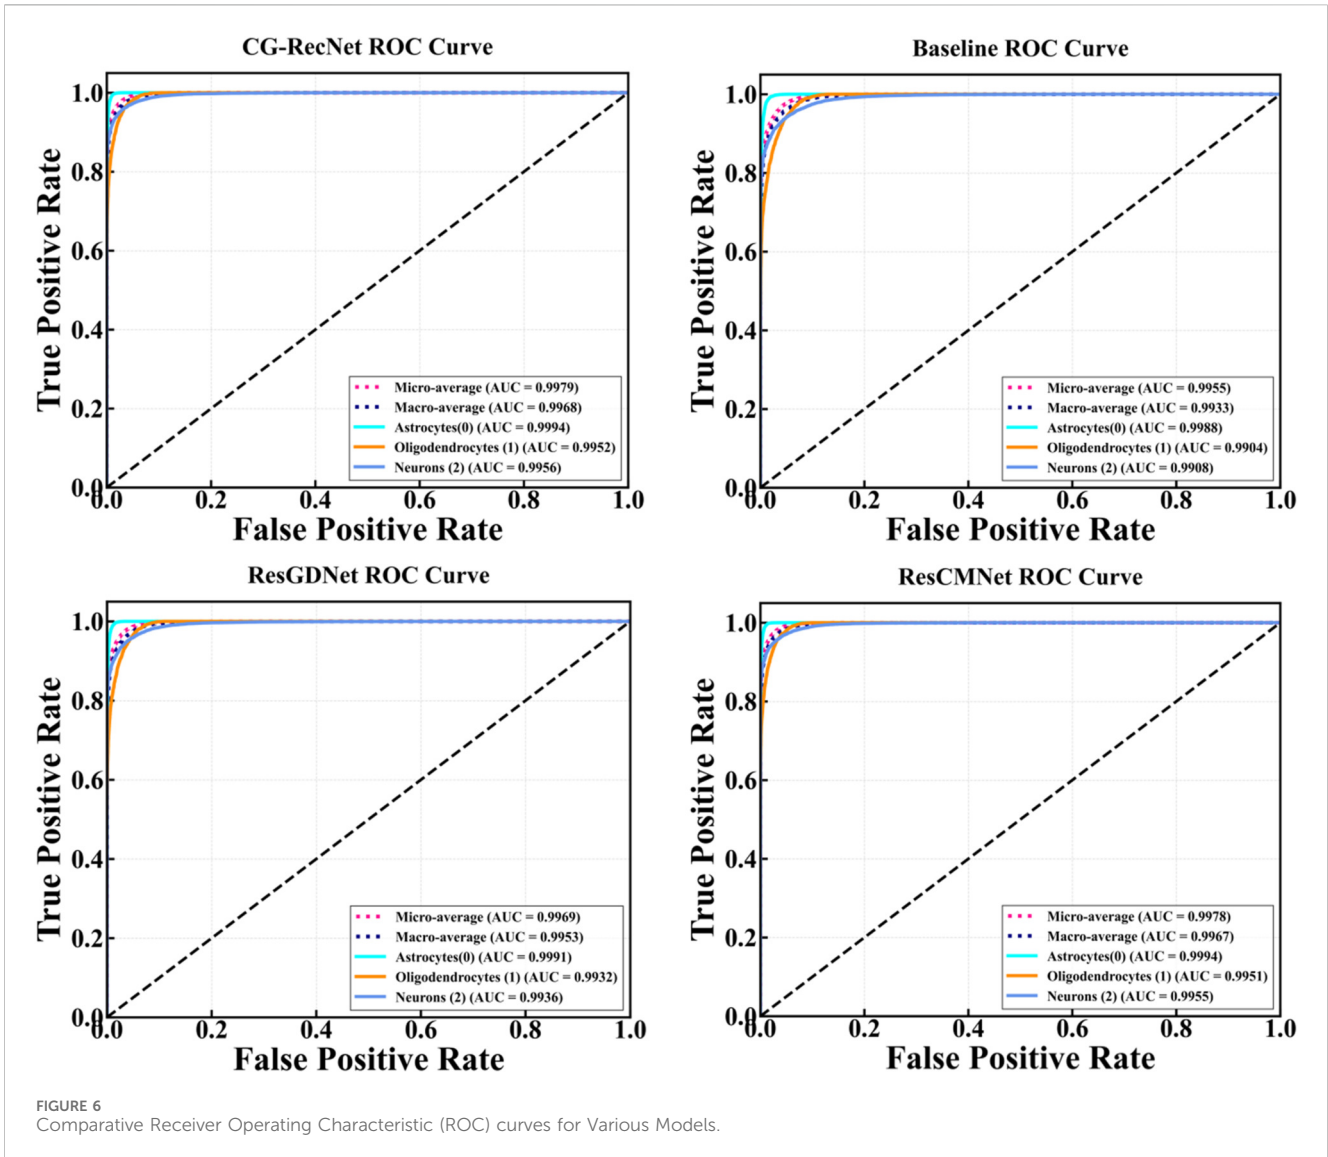 CG-RecNet ROC Curve
True Positive Rate
1.0
0.8
0.6
0.4
0.2
0.0
Micro-average (AUC = 0.9979)
Macro-average (AUC = 0.9968)
Astrocytes(0) (AUC = 0.9994)
Oligodendrocytes (1) (AUC = 0.9952)
Neurons (2) (AUC = 0.9956)
0.0 0.2 0.4 0.6 0.8 1.0
False Positive Rate
Baseline ROC Curve
True Positive Rate
1.0
0.8
0.6
0.4
0.2
0.0
Micro-average (AUC = 0.9955)
Macro-average (AUC = 0.9933)
Astrocytes(0) (AUC = 0.9988)
Oligodendrocytes (1) (AUC = 0.9904)
Neurons (2) (AUC = 0.9908)
0.0 0.2 0.4 0.6 0.8 1.0
False Positive Rate
ResGDNet ROC Curve
True Positive Rate
1.0
0.8
0.6
0.4
0.2
0.0
Micro-average (AUC = 0.9969)
Macro-average (AUC = 0.9953)
Astrocytes(0) (AUC = 0.9991)
Oligodendrocytes (1) (AUC = 0.9932)
Neurons (2) (AUC = 0.9936)
0.0 0.2 0.4 0.6 0.8 1.0
False Positive Rate
ResCMNet ROC Curve
True Positive Rate
1.0
0.8
0.6
0.4
0.2
0.0
Micro-average (AUC = 0.9978)
Macro-average (AUC = 0.9967)
Astrocytes(0) (AUC = 0.9994)
Oligodendrocytes (1) (AUC = 0.9951)
Neurons (2) (AUC = 0.9955)
0.0 0.2 0.4 0.6 0.8 1.0
False Positive Rate
FIGURE 6
Comparative Receiver Operating Characteristic (ROC) curves for Various Models.